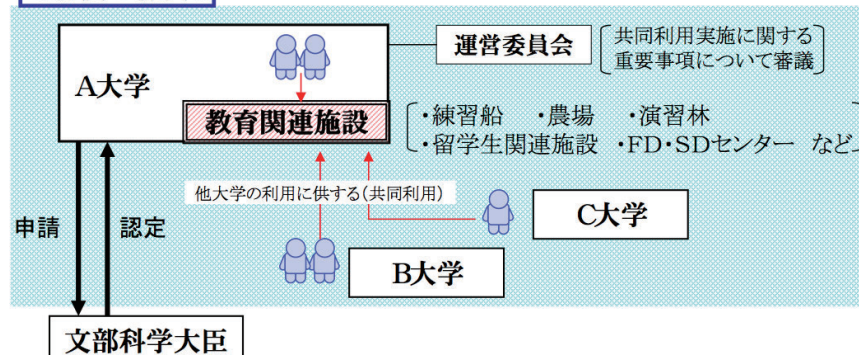 運営委員会
共同利用実施に関する
重要事項について審議
A大学
教育関連施設
・練習船 ・農場 ・演習林
・留学生関連施設 ・FD・SDセンター など
他大学の利用に供する(共同利用)
C大学
申請
認定
B大学
文部科学大臣